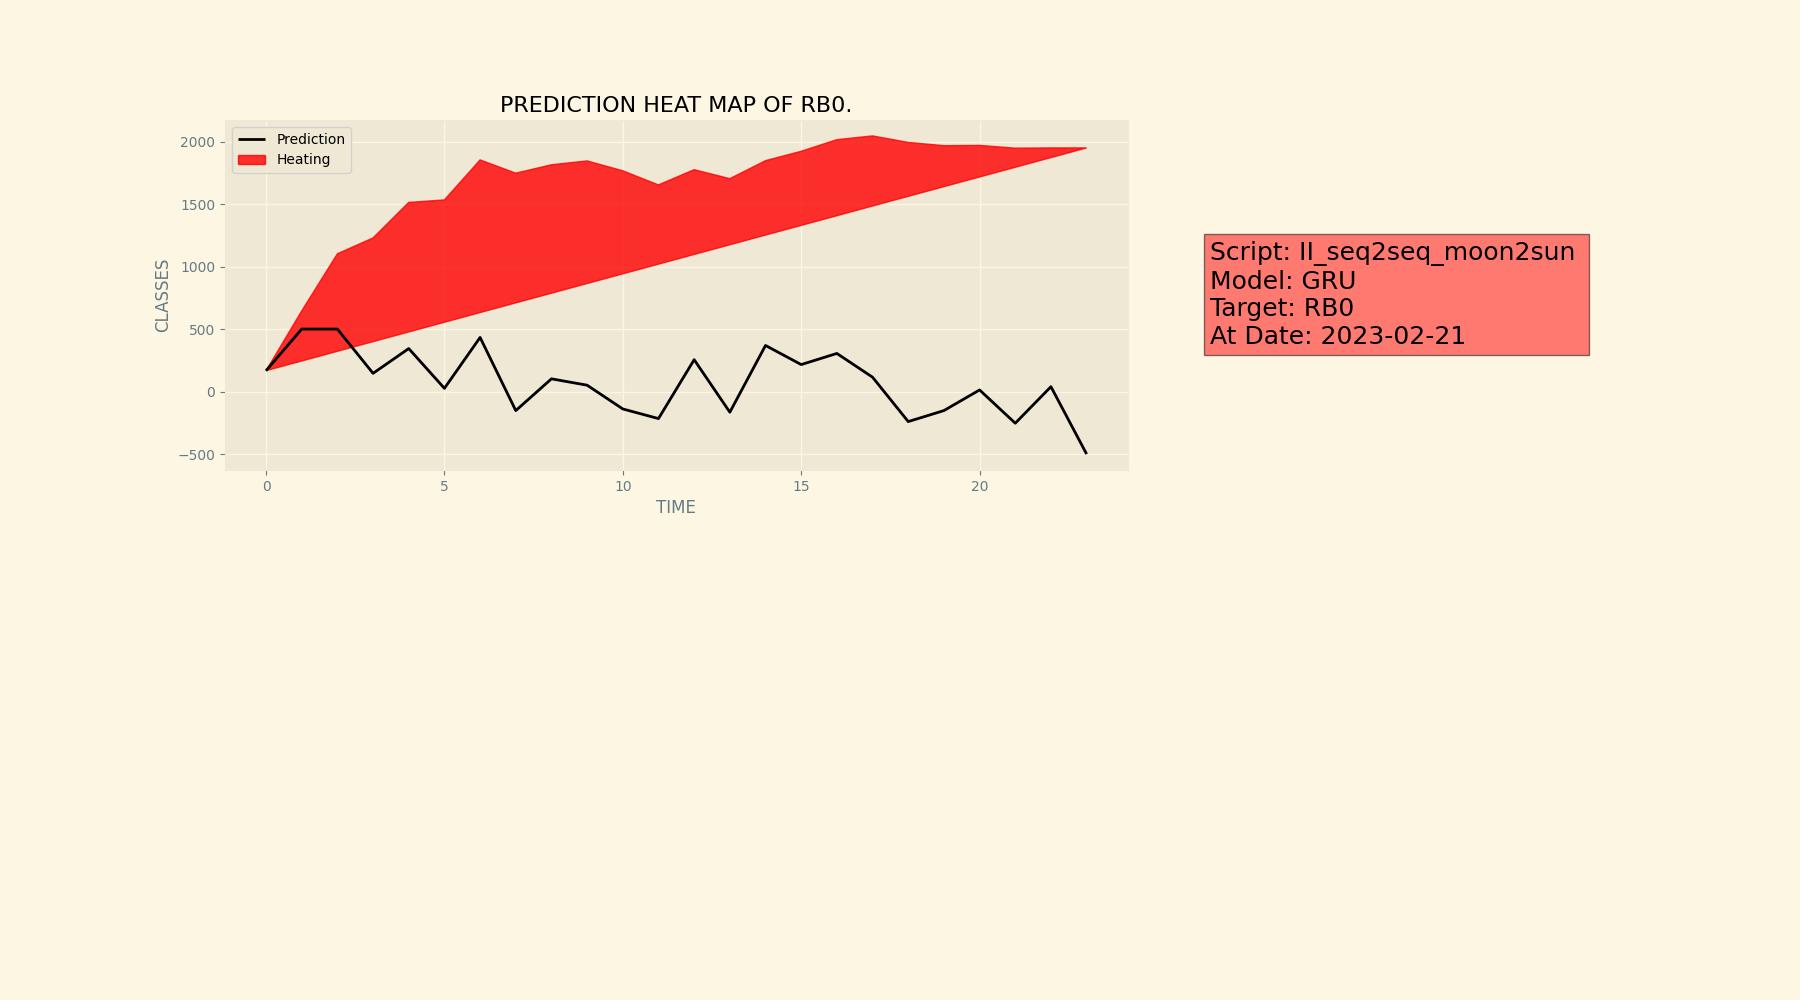 PREDICTION HEAT MAP OF RB0.
Prediction
Heating
2000
1500
1000
500
0
−500
CLASSES
0 5 10 15 20
TIME
Script: II_seq2seq_moon2sun
Model: GRU
Target: RB0
At Date: 2023-02-21